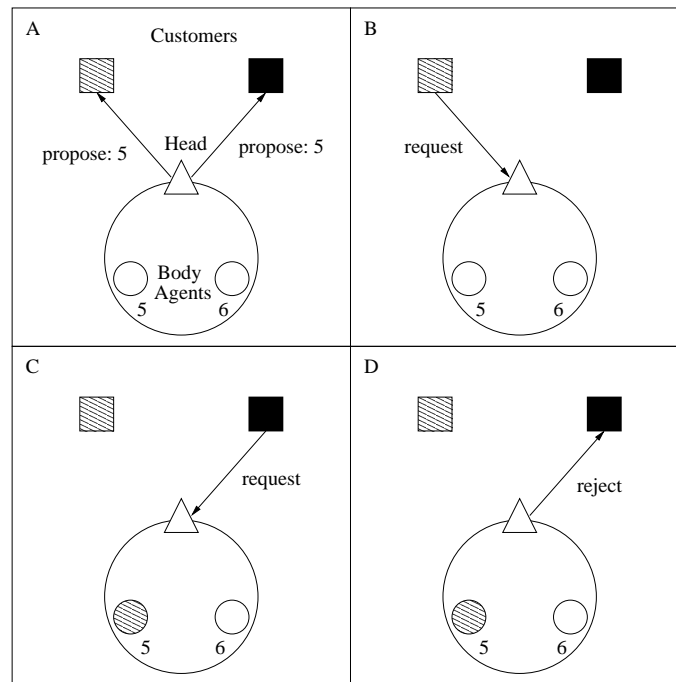 A
Customers
Head
propose: 5
propose: 5
Body
Agents
5
6
B
request
5
6
C
request
5
6
D
reject
5
6